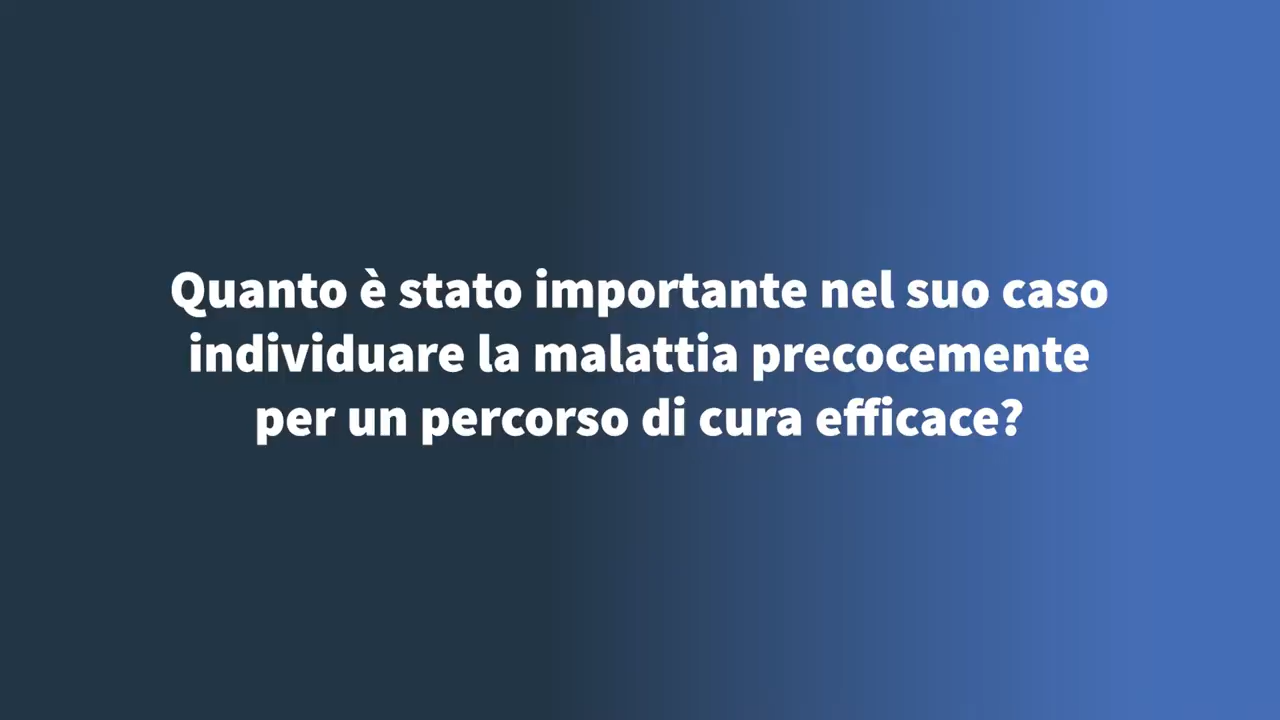 Quanto è stato importante nel suo caso
individuare la malattia precocemente
per un percorso di cura efficace?